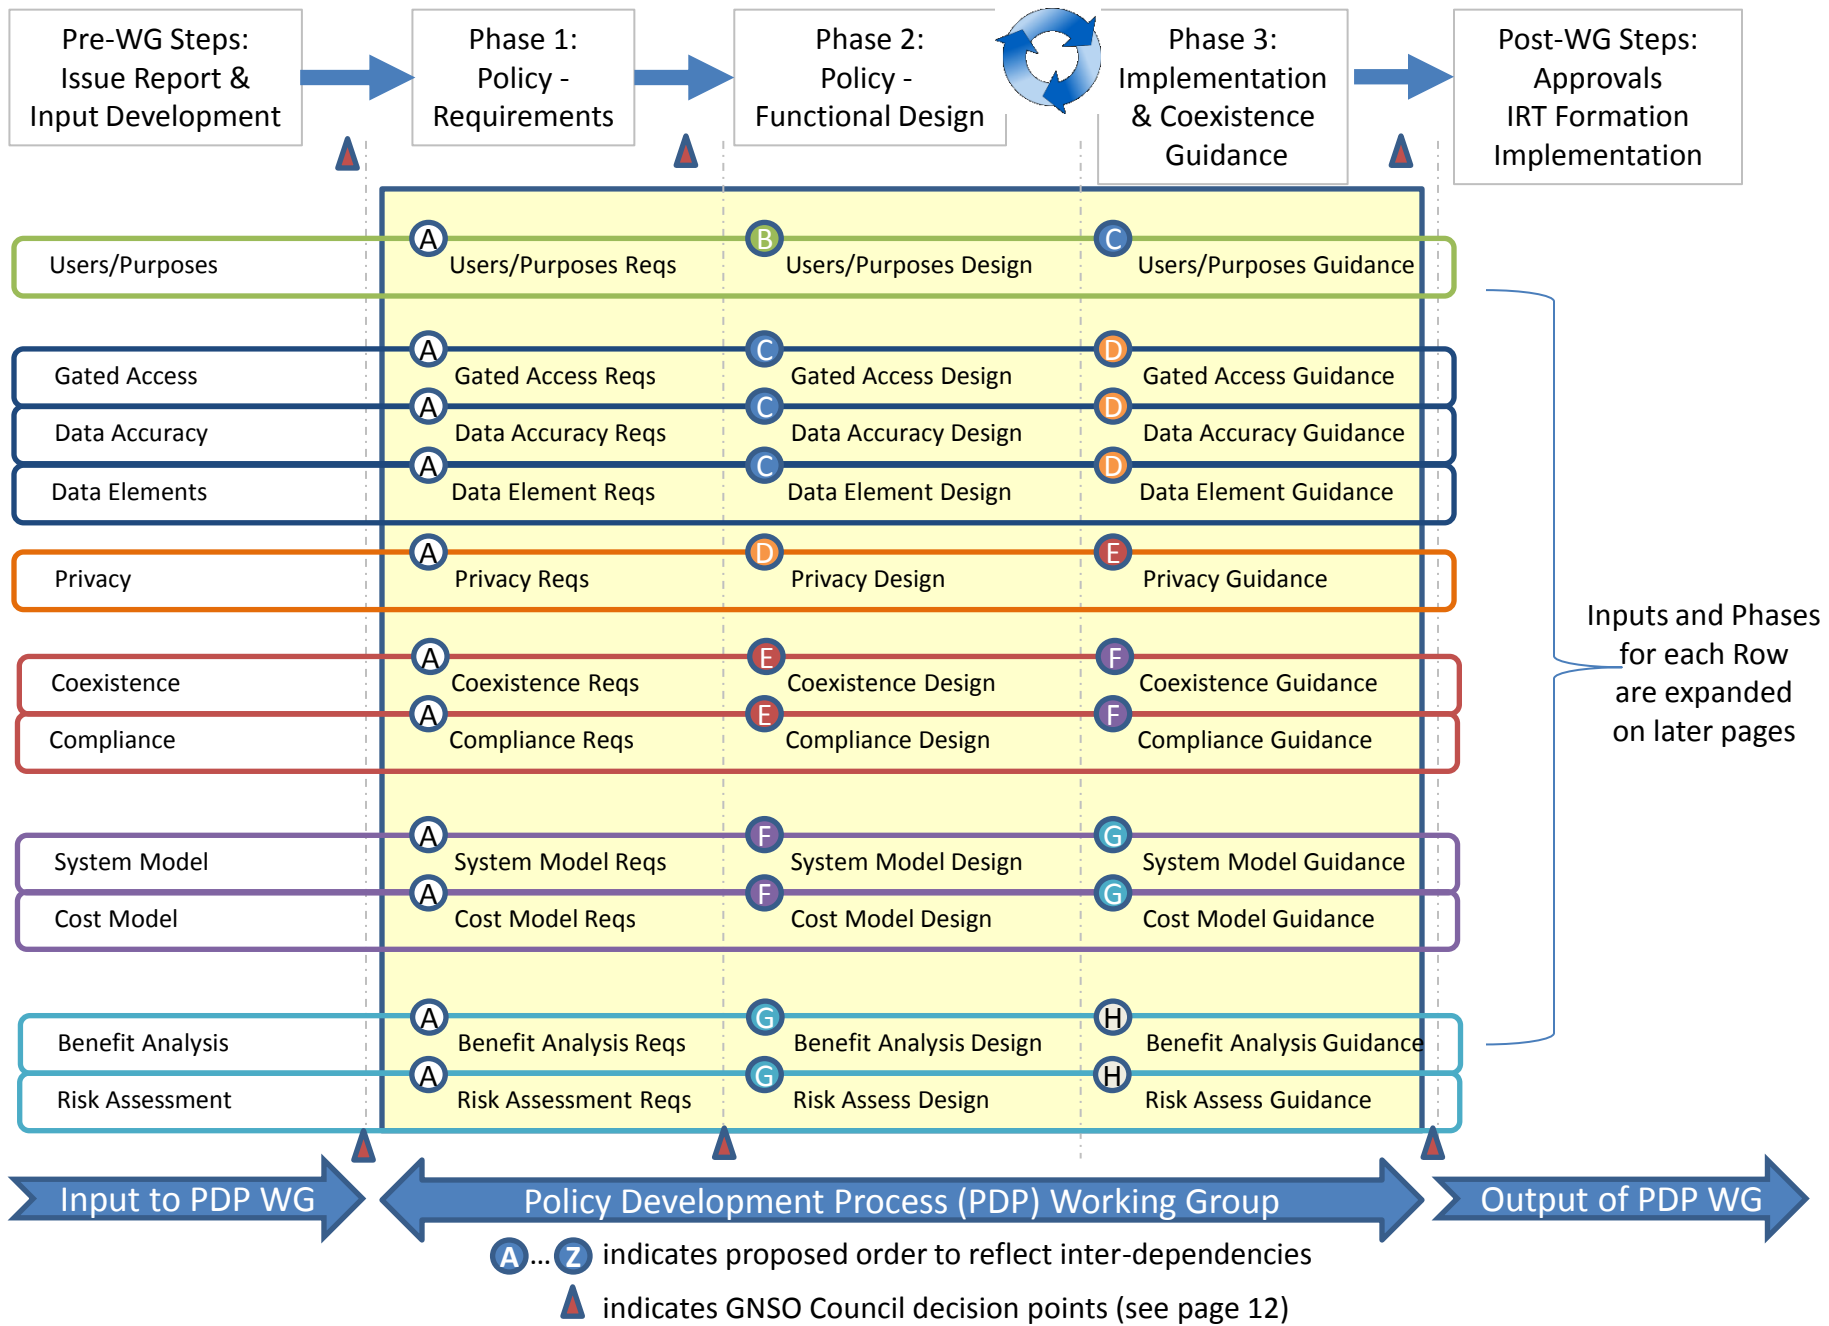 Pre-WG Steps:
Issue Report &
Input Development
Phase 1:
Policy -
Requirements
Phase 2:
Policy -
Functional Design
Phase 3:
Implementation
& Coexistence
Guidance
Post-WG Steps:
Approvals
IRT Formation
Implementation
A B C
Users/Purposes Users/Purposes Reqs Users/Purposes Design Users/Purposes Guidance
A C D
Gated Access Gated Access Reqs Gated Access Design Gated Access Guidance
A C D
Data Accuracy Data Accuracy Reqs Data Accuracy Design Data Accuracy Guidance
A C D
Data Elements Data Element Reqs Data Element Design Data Element Guidance
A D E
Privacy Privacy Reqs Privacy Design Privacy Guidance
A E F
Coexistence Coexistence Reqs Coexistence Design Coexistence Guidance
A E F
Compliance Compliance Reqs Compliance Design Compliance Guidance
A F G
System Model System Model Reqs System Model Design System Model Guidance
A F G
Cost Model Cost Model Reqs Cost Model Design Cost Model Guidance
A G H
Benefit Analysis Benefit Analysis Reqs Benefit Analysis Design Benefit Analysis Guidance
A G H
Risk Assessment Risk Assessment Reqs Risk Assess Design Risk Assess Guidance
Inputs and Phases
for each Row
are expanded
on later pages
Input to PDP WG
Policy Development Process (PDP) Working Group
Output of PDP WG
A ... Z indicates proposed order to reflect inter-dependencies
indicates GNSO Council decision points (see page 12)